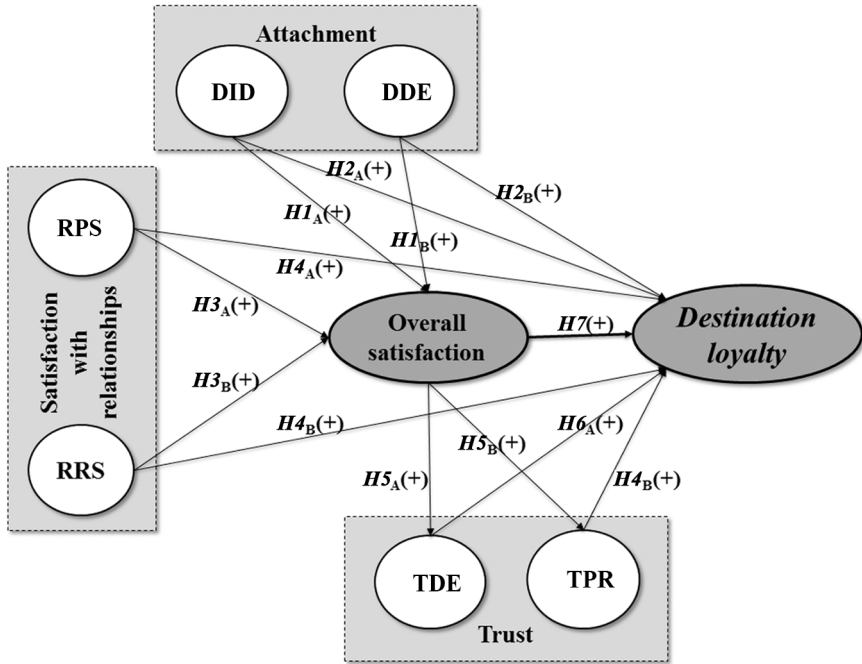 Attachment
DID
DDE
H2A(+)
H2B(+)
H1A(+)
H1B(+)
RPS
H4A(+)
H3A(+)
Satisfaction
with
relationships
Overall
satisfaction
H7(+)
Destination
loyalty
H3B(+)
H4B(+)
H6A(+)
H5B(+)
RRS
H5A(+)
H4B(+)
TDE
TPR
Trust